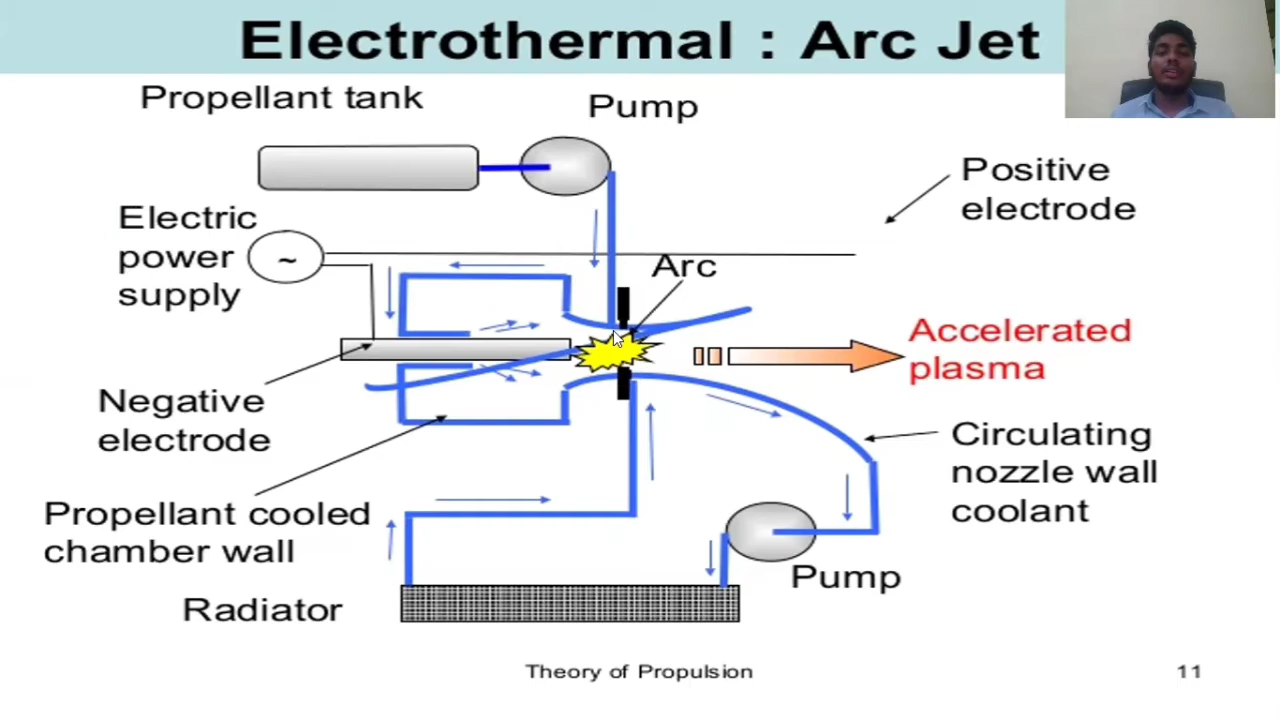 Electrothermal : Arc Jet
Propellant tank
Pump
Positive
electrode
Electric
power
supply
~
Arc
Accelerated
plasma
Negative
electrode
Circulating
nozzle wall
coolant
Propellant cooled
chamber wall
Pump
Radiator
Theory of Propulsion
11